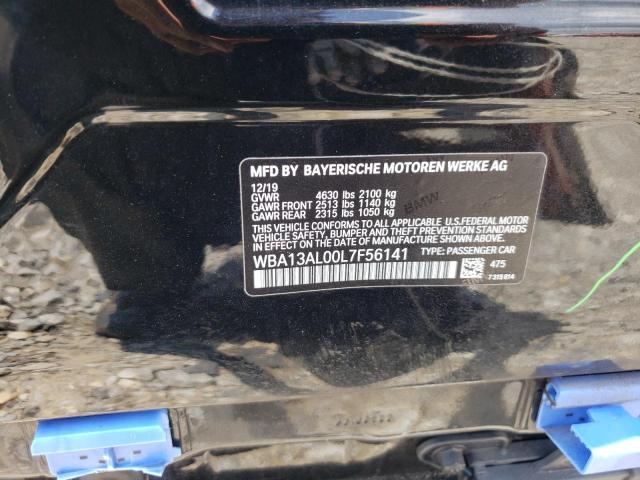 MFD BY BAYERISCHE MOTOREN WERKE AG
12/19
GVWR 4630 lbs 2100 kg
GAWR FRONT 2513 lbs 1140 kg
GAWR REAR 2315 lbs 1050 kg
BMW
THIS VEHICLE CONFORMS TO ALL APPLICABLE U.S.FEDERAL MOTOR
VEHICLE SAFETY, BUMPER AND THEFT PREVENTION STANDARDS
IN EFFECT ON THE DATE OF MANUFACTURE SHOWN ABOVE.
WBA13AL00L7F56141 TYPE: PASSENGER CAR
475
7319814